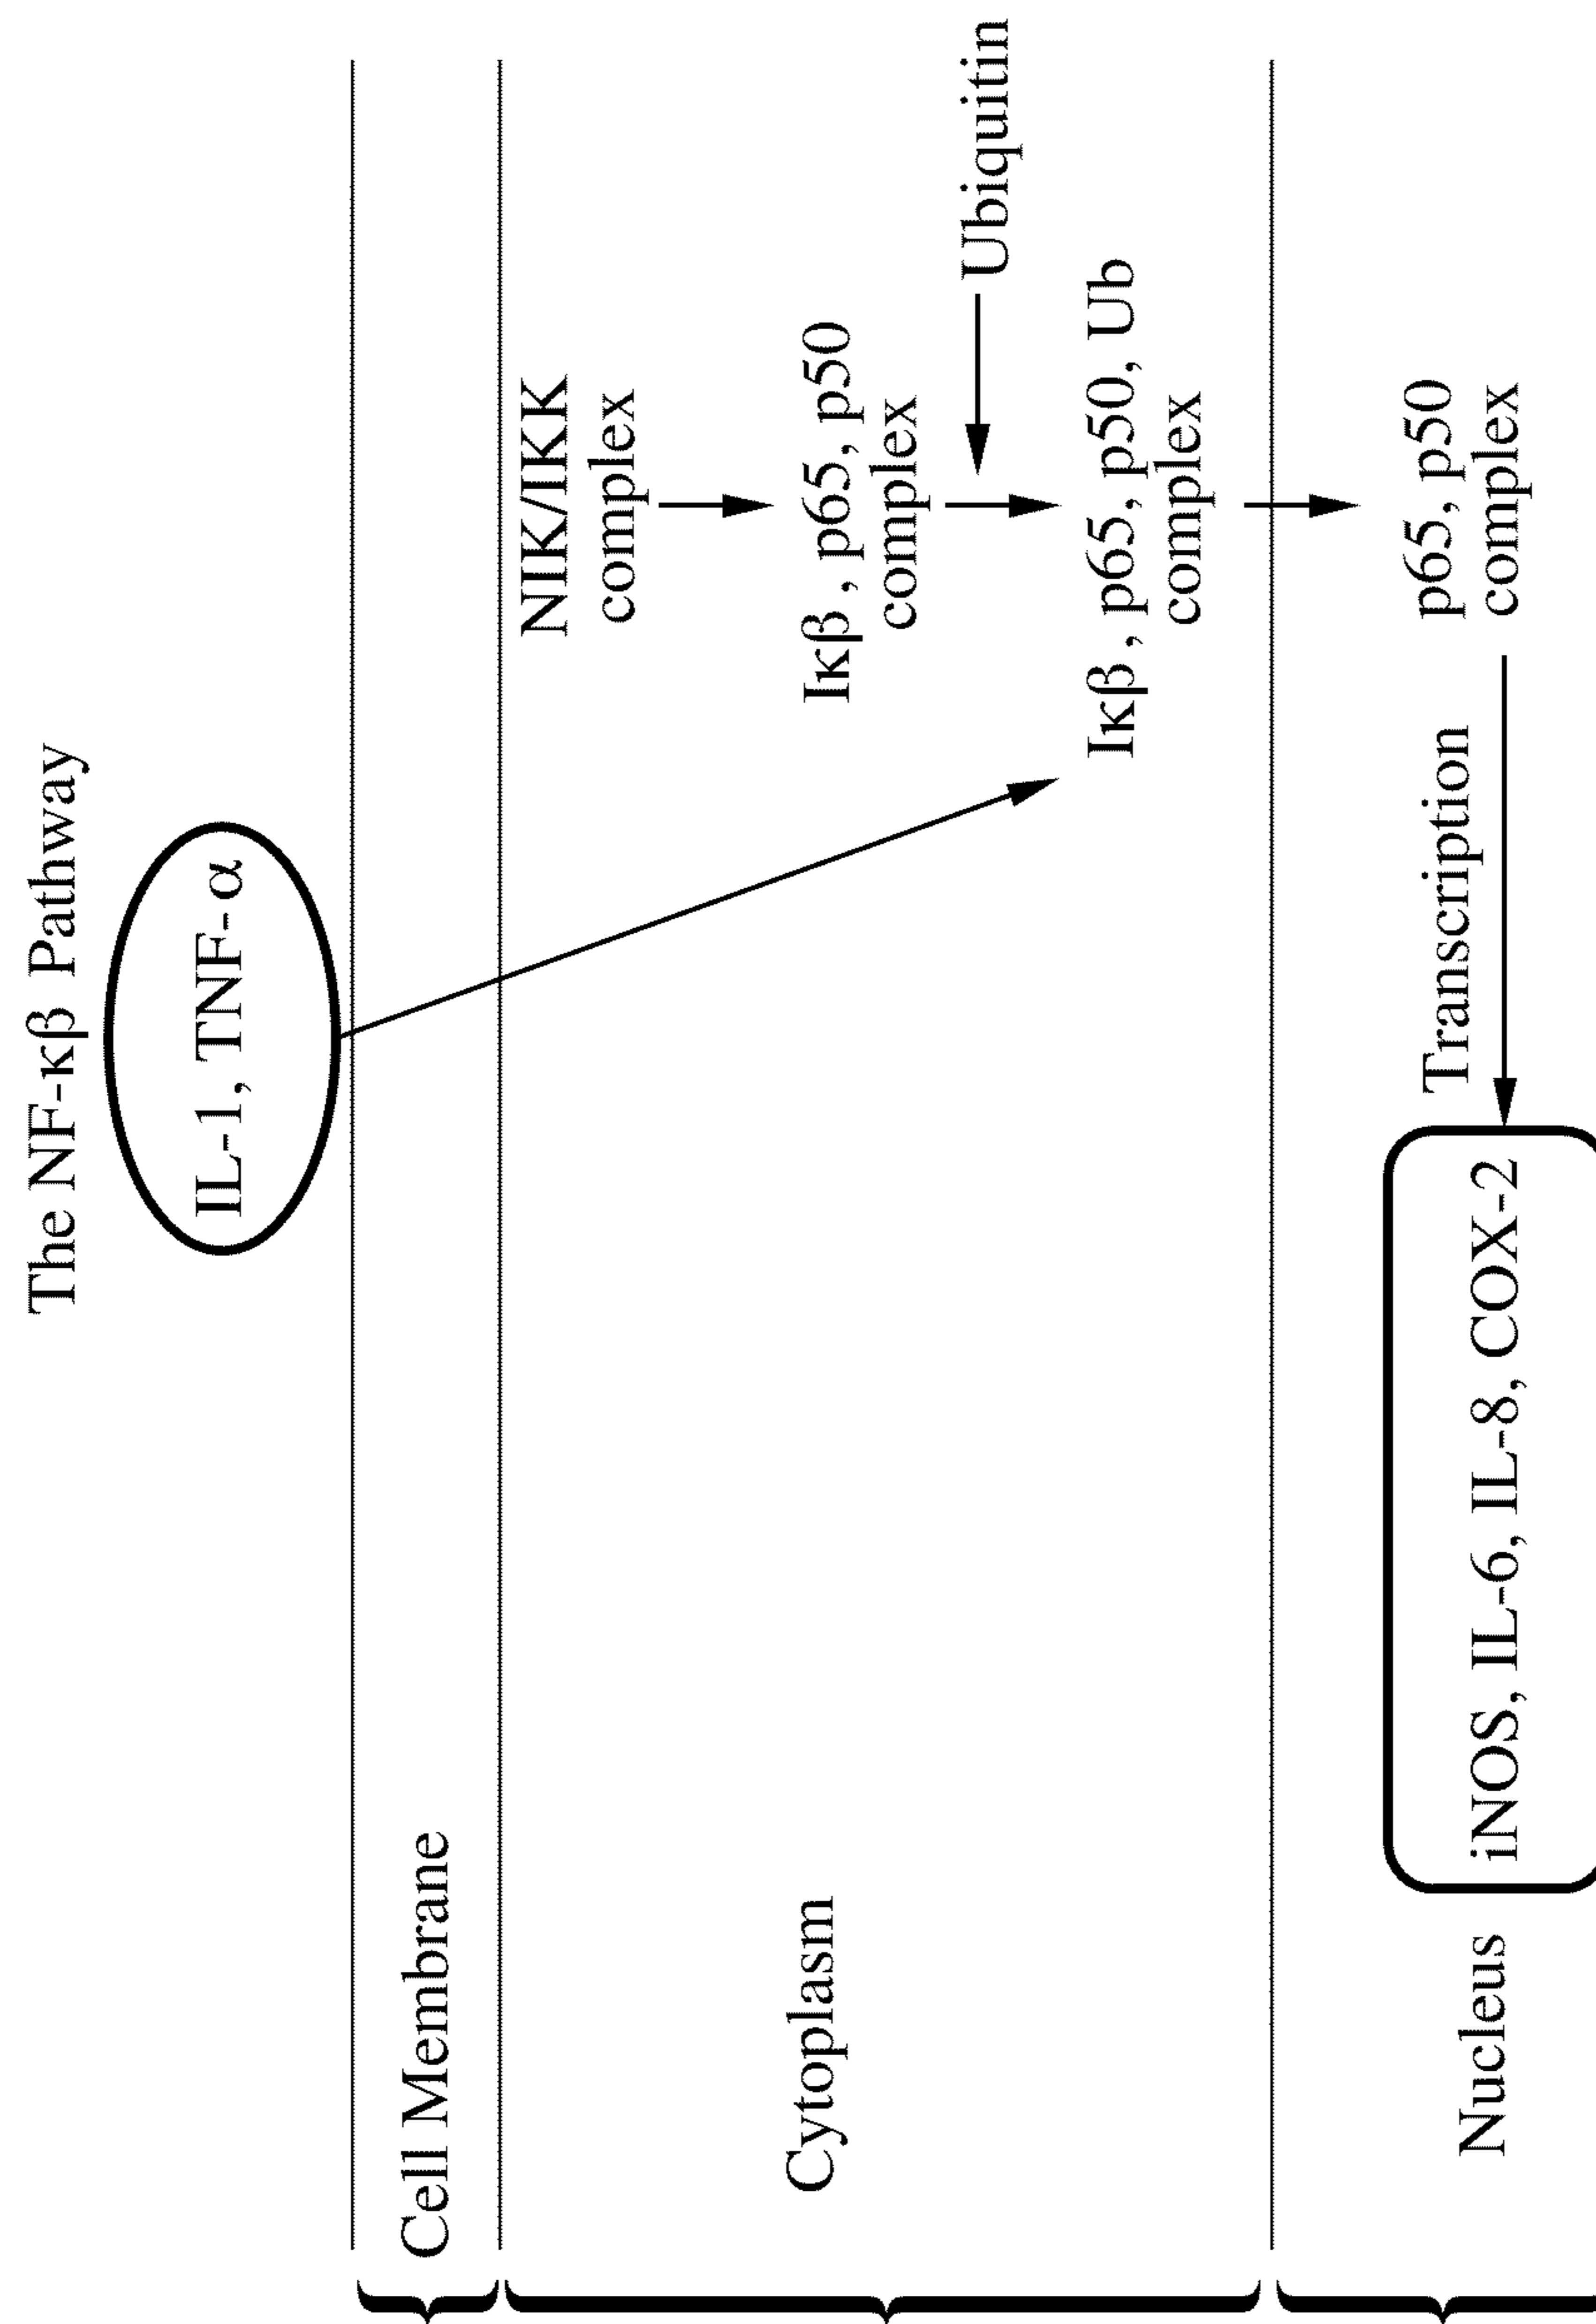 The NF-κβ Pathway
IL-1, TNF-α
Cell Membrane
Cytoplasm
NIK/IKK
complex
Iκβ, p65, p50
complex
Ubiquitin
Iκβ, p65, p50, Ub
complex
Nucleus
iNOS, IL-6, IL-8, COX-2
Transcription
p65, p50
complex